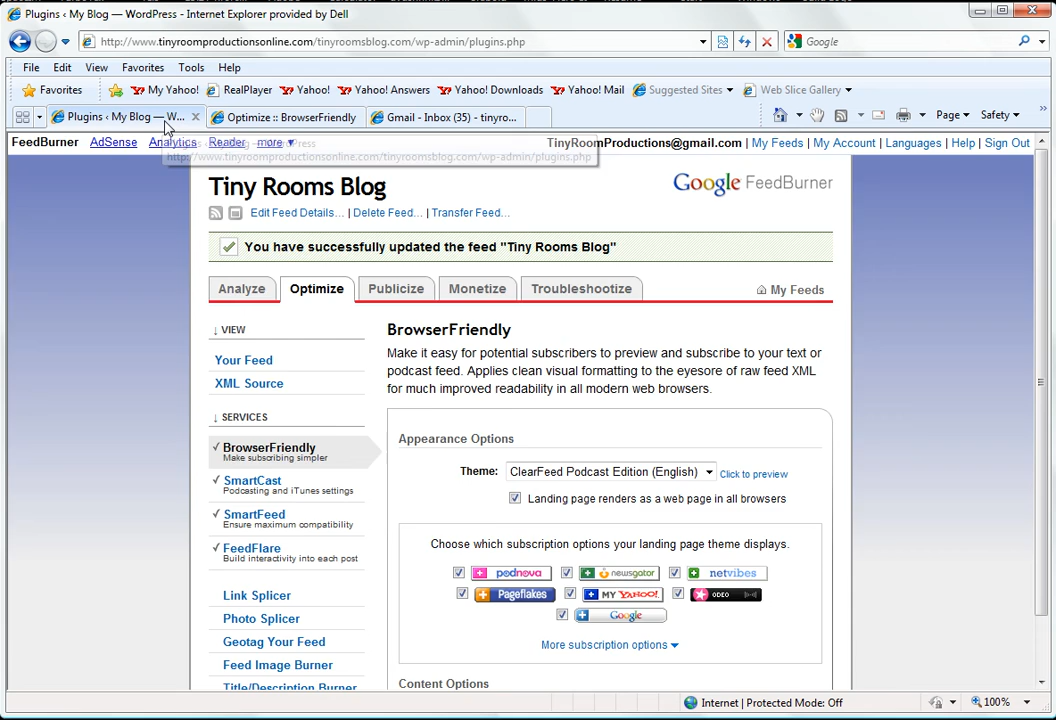 Plugins ‹ My Blog — WordPress - Internet Explorer provided by Dell
http://www.tinyroomproductionsonline.com/tinyroomsblog.com/wp-admin/plugins.php
Google
File Edit View Favorites Tools Help
Favorites My Yahoo! RealPlayer Yahoo! Yahoo! Answers Yahoo! Downloads Yahoo! Mail Suggested Sites Web Slice Gallery
Plugins ‹ My Blog — W... Optimize :: BrowserFriendly Gmail - Inbox (35) - tinyro... Page Safety
FeedBurner AdSense Analytics Reader more ▼ TinyRoomProductions@gmail.com | My Feeds | My Account | Languages | Help | Sign Out
http://www.tinyroomproductionsonline.com/tinyroomsblog.com/wp-admin/plugins.php
Tiny Rooms Blog
Google FeedBurner
Edit Feed Details... | Delete Feed... | Transfer Feed...
You have successfully updated the feed "Tiny Rooms Blog"
Analyze Optimize Publicize Monetize Troubleshootize My Feeds
↓ VIEW
Your Feed
XML Source
↓ SERVICES
BrowserFriendly
Make subscribing simpler
SmartCast
Podcasting and iTunes settings
SmartFeed
Ensure maximum compatibility
FeedFlare
Build interactivity into each post
Link Splicer
Photo Splicer
Geotag Your Feed
Feed Image Burner
Title/Description Burner
BrowserFriendly
Make it easy for potential subscribers to preview and subscribe to your text or
podcast feed. Applies clean visual formatting to the eyesore of raw feed XML
for much improved readability in all modern web browsers.
Appearance Options
Theme: ClearFeed Podcast Edition (English) Click to preview
Landing page renders as a web page in all browsers
Choose which subscription options your landing page theme displays.
podnova newsgator netvibes
Pageflakes MY YAHOO! ODEO
Google
More subscription options
Content Options
Internet | Protected Mode: Off
100%